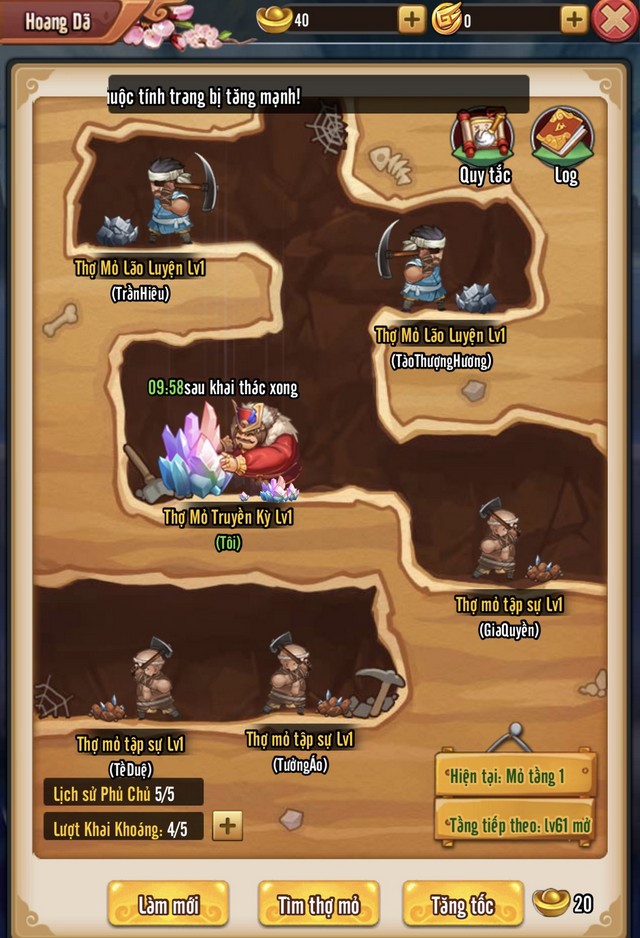 Hoang Dã
40
0
uộc tính trang bị tăng mạnh!
Quy tắc
Log
Thợ Mỏ Lão Luyện Lv1
(TrầnHiêu)
Thợ Mỏ Lão Luyện Lv1
(TàoThượngHương)
09:58sau khai thác xong
Thợ Mỏ Truyền Kỳ Lv1
(Tôi)
Thợ mỏ tập sự Lv1
(GiaQuyền)
Thợ mỏ tập sự Lv1
(TềDuệ)
Thợ mỏ tập sự Lv1
(TưởngÁo)
Lịch sử Phủ Chủ 5/5
Lượt Khai Khoáng: 4/5
Hiện tại: Mỏ tầng 1
Tầng tiếp theo: lv61 mở
Làm mới
Tìm thợ mỏ
Tăng tốc
20